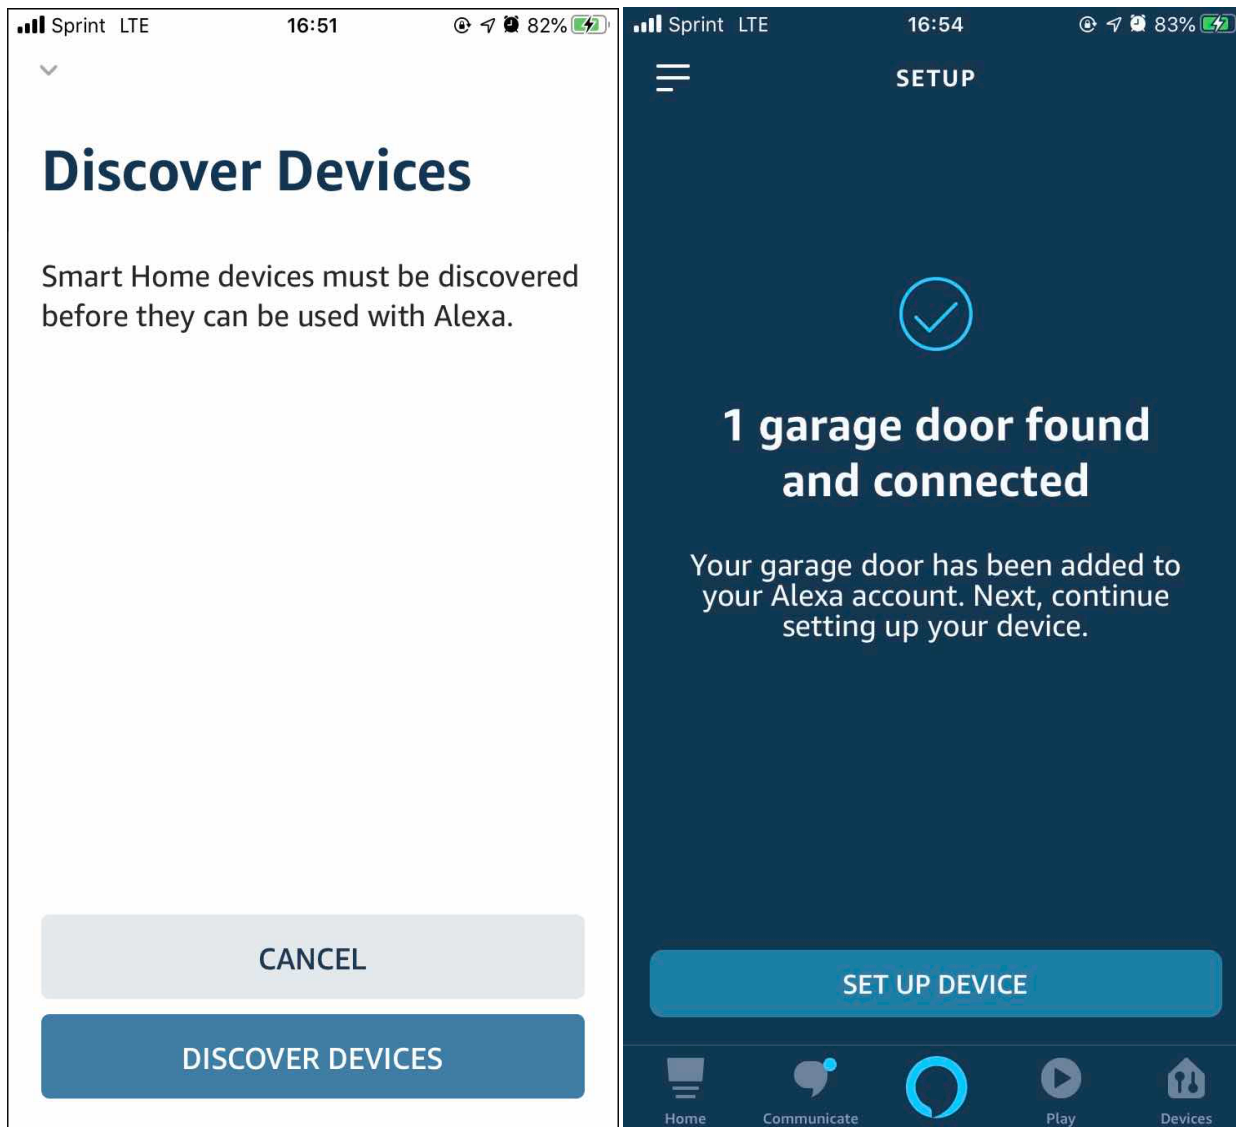 Sprint LTE 16:51 82%
Discover Devices
Smart Home devices must be discovered
before they can be used with Alexa.
CANCEL
DISCOVER DEVICES
Sprint LTE 16:54 83%
SETUP
1 garage door found
and connected
Your garage door has been added to
your Alexa account. Next, continue
setting up your device.
SET UP DEVICE
Home Communicate Play Devices